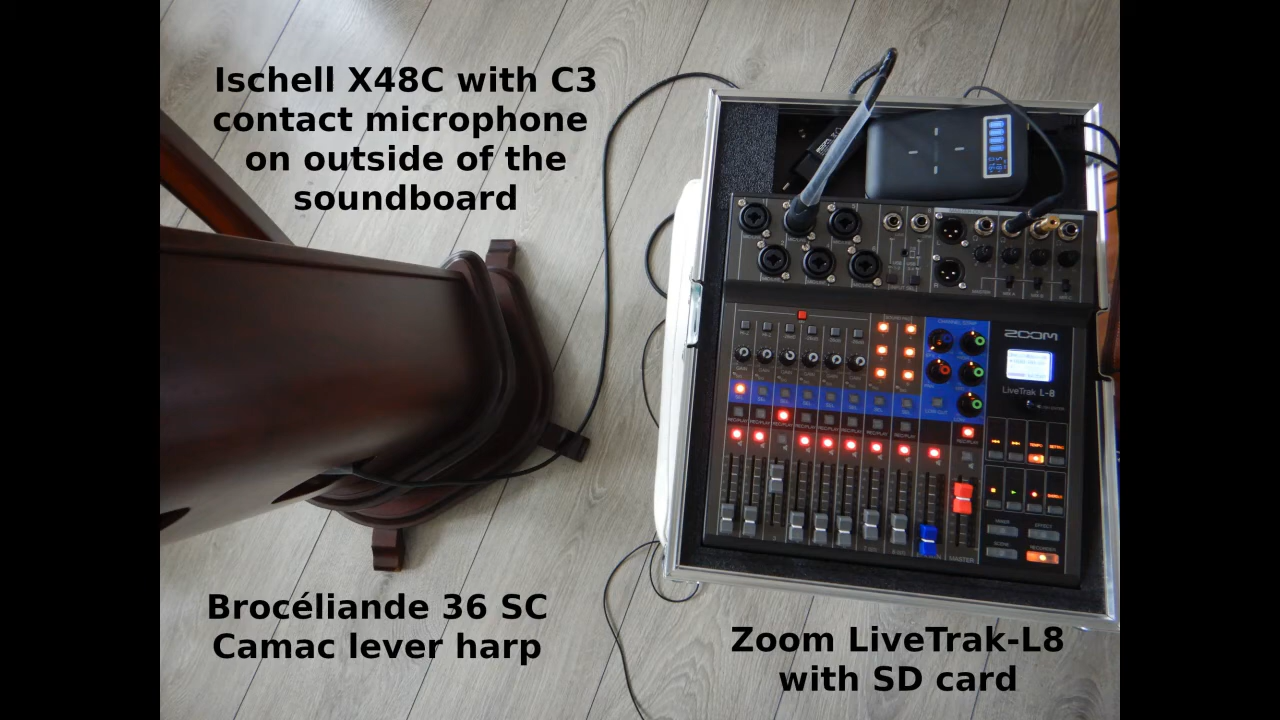 Ischell X48C with C3
contact microphone
on outside of the
soundboard
Brocéliande 36 SC
Camac lever harp
ZOOM
LiveTrak L-8
MASTER
Zoom LiveTrak-L8
with SD card